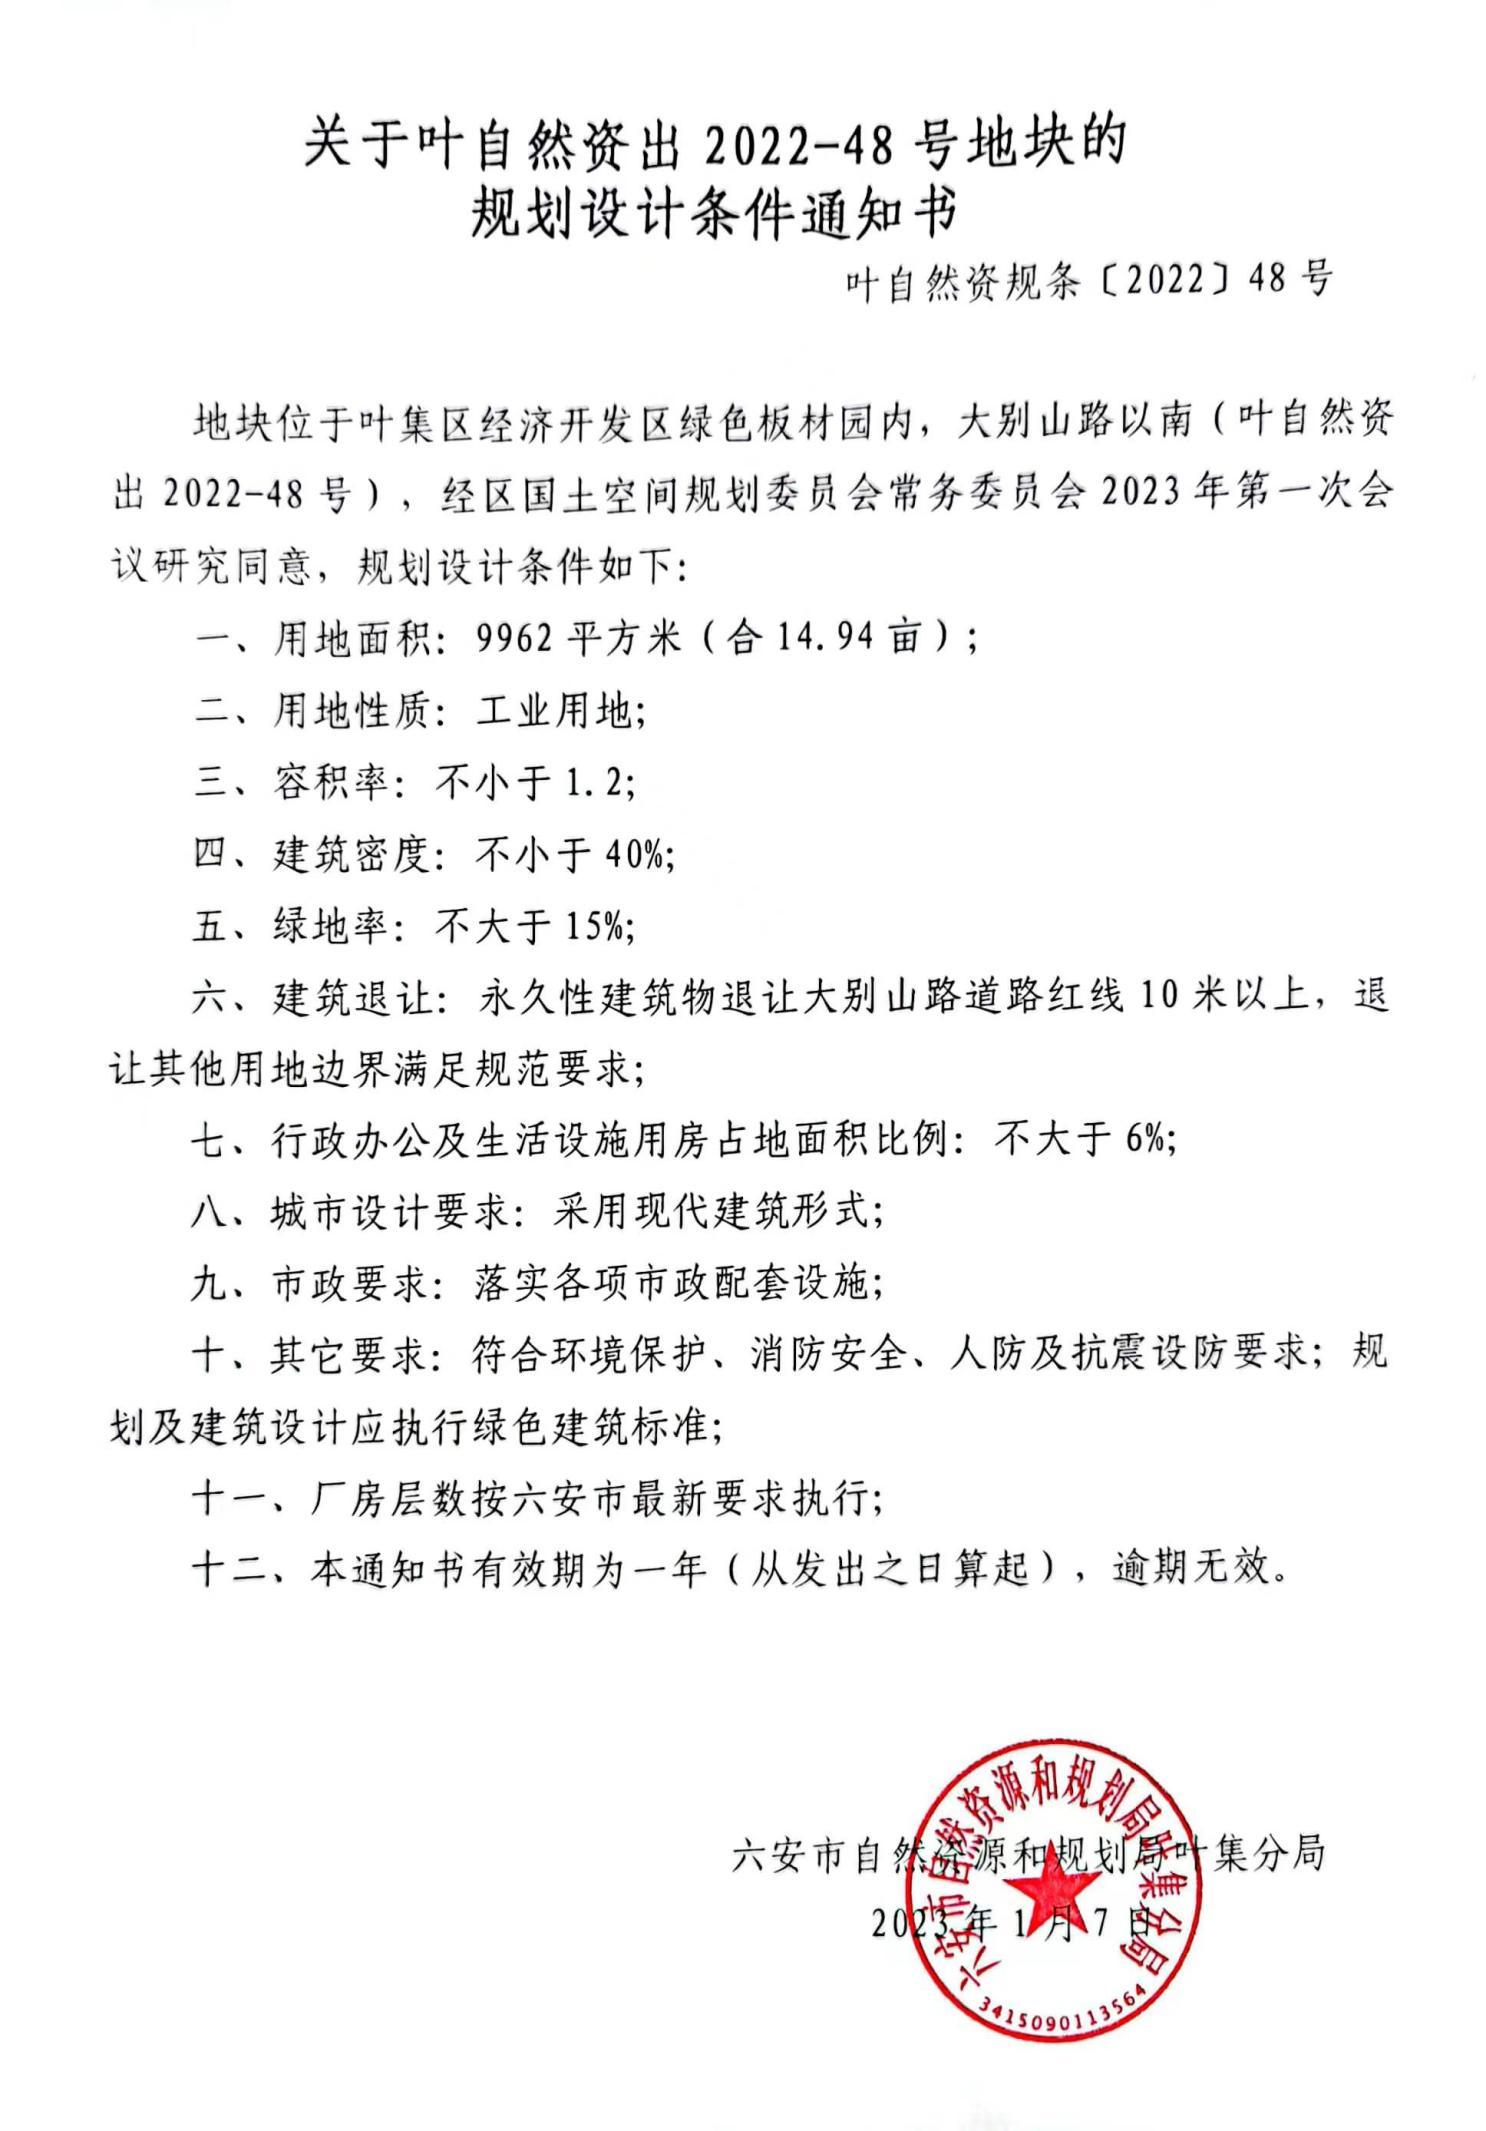 关于叶自然资出 2022-48 号地块的
规划设计条件通知书
叶自然资规条〔2022〕48 号
地块位于叶集区经济开发区绿色板材园内，大别山路以南（叶自然资
出 2022-48 号），经区国土空间规划委员会常务委员会 2023 年第一次会
议研究同意，规划设计条件如下：
一、用地面积：9962 平方米（合 14.94 亩）；
二、用地性质：工业用地；
三、容积率：不小于 1.2；
四、建筑密度：不小于 40%；
五、绿地率：不大于 15%；
六、建筑退让：永久性建筑物退让大别山路道路红线 10 米以上，退
让其他用地边界满足规范要求；
七、行政办公及生活设施用房占地面积比例：不大于 6%；
八、城市设计要求：采用现代建筑形式；
九、市政要求：落实各项市政配套设施；
十、其它要求：符合环境保护、消防安全、人防及抗震设防要求；规
划及建筑设计应执行绿色建筑标准；
十一、厂房层数按六安市最新要求执行；
十二、本通知书有效期为一年（从发出之日算起），逾期无效。
六安市自然资源和规划局叶集分局
2023 年 1 月 7 日
六安市自然资源和规划局叶集分局
3415090113564